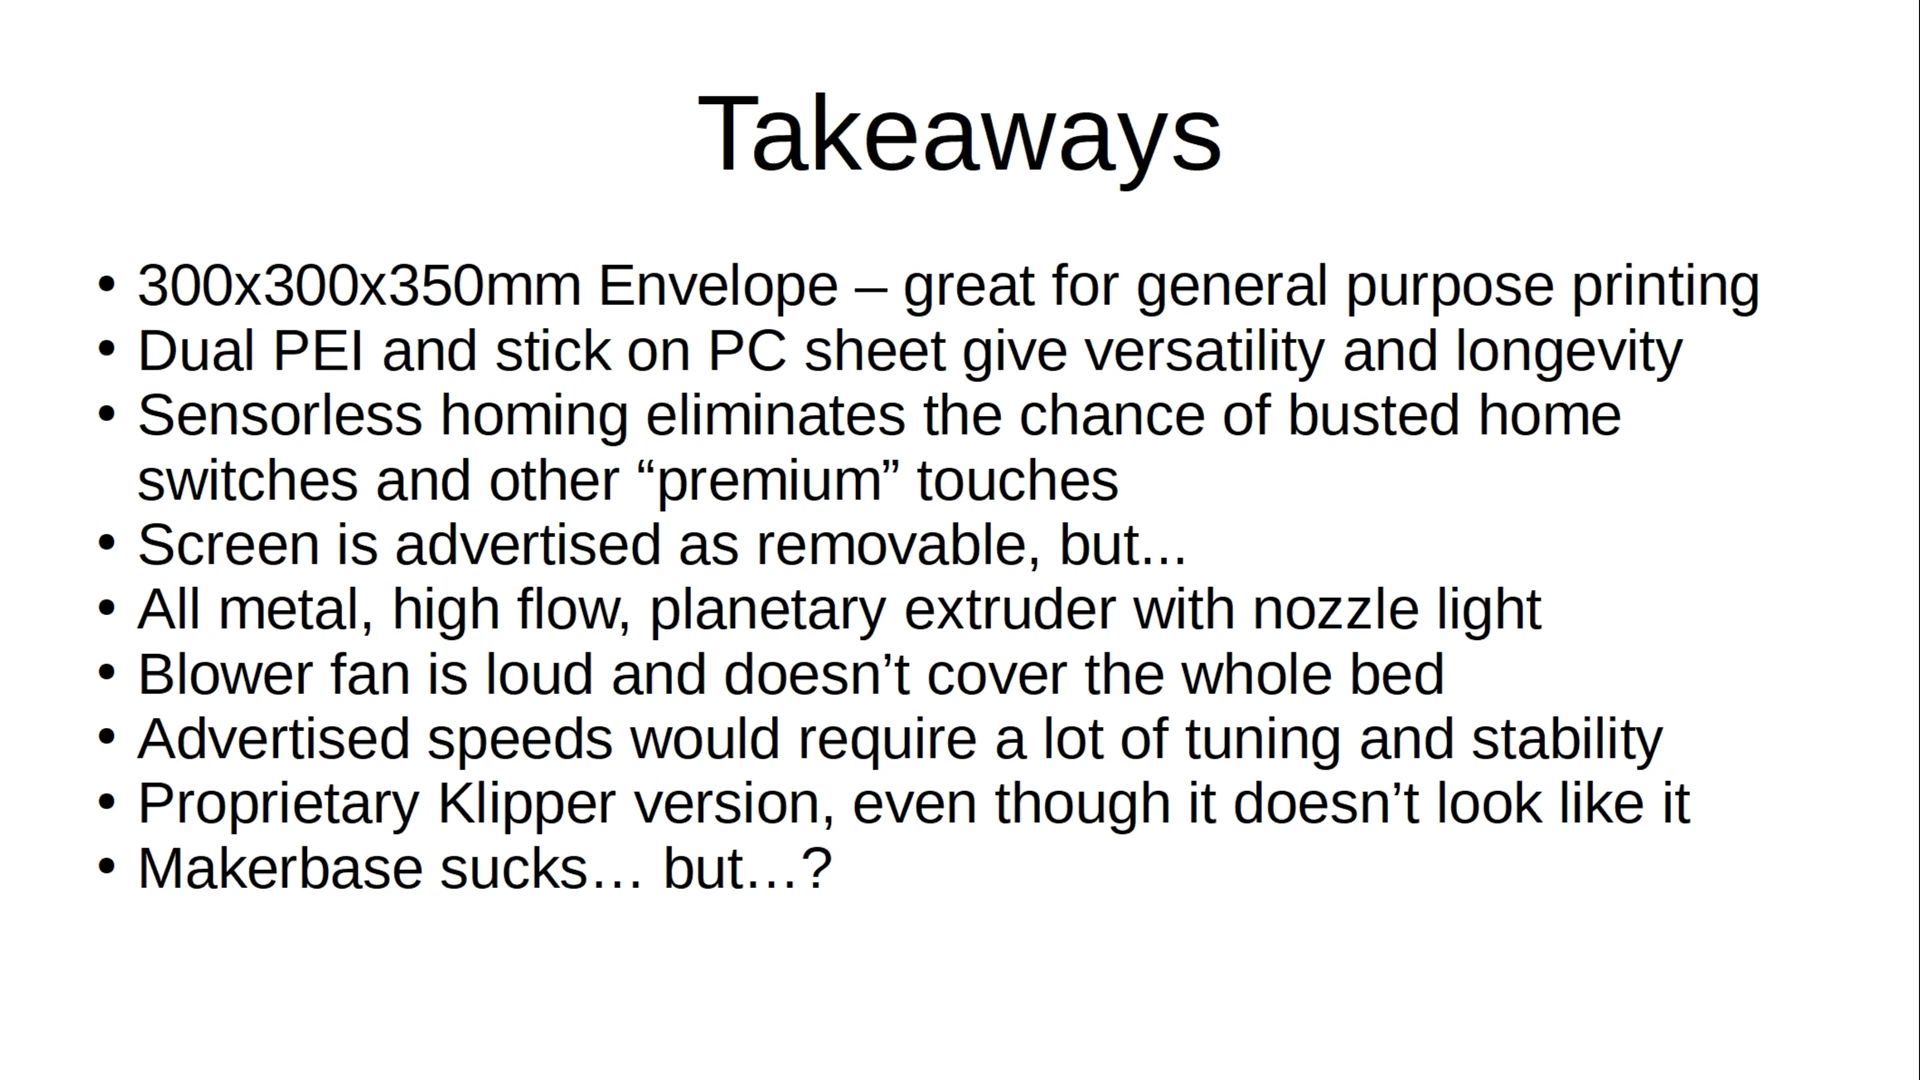 Takeaways
• 300x300x350mm Envelope – great for general purpose printing
• Dual PEI and stick on PC sheet give versatility and longevity
• Sensorless homing eliminates the chance of busted home
switches and other “premium” touches
• Screen is advertised as removable, but...
• All metal, high flow, planetary extruder with nozzle light
• Blower fan is loud and doesn’t cover the whole bed
• Advertised speeds would require a lot of tuning and stability
• Proprietary Klipper version, even though it doesn’t look like it
• Makerbase sucks… but…?